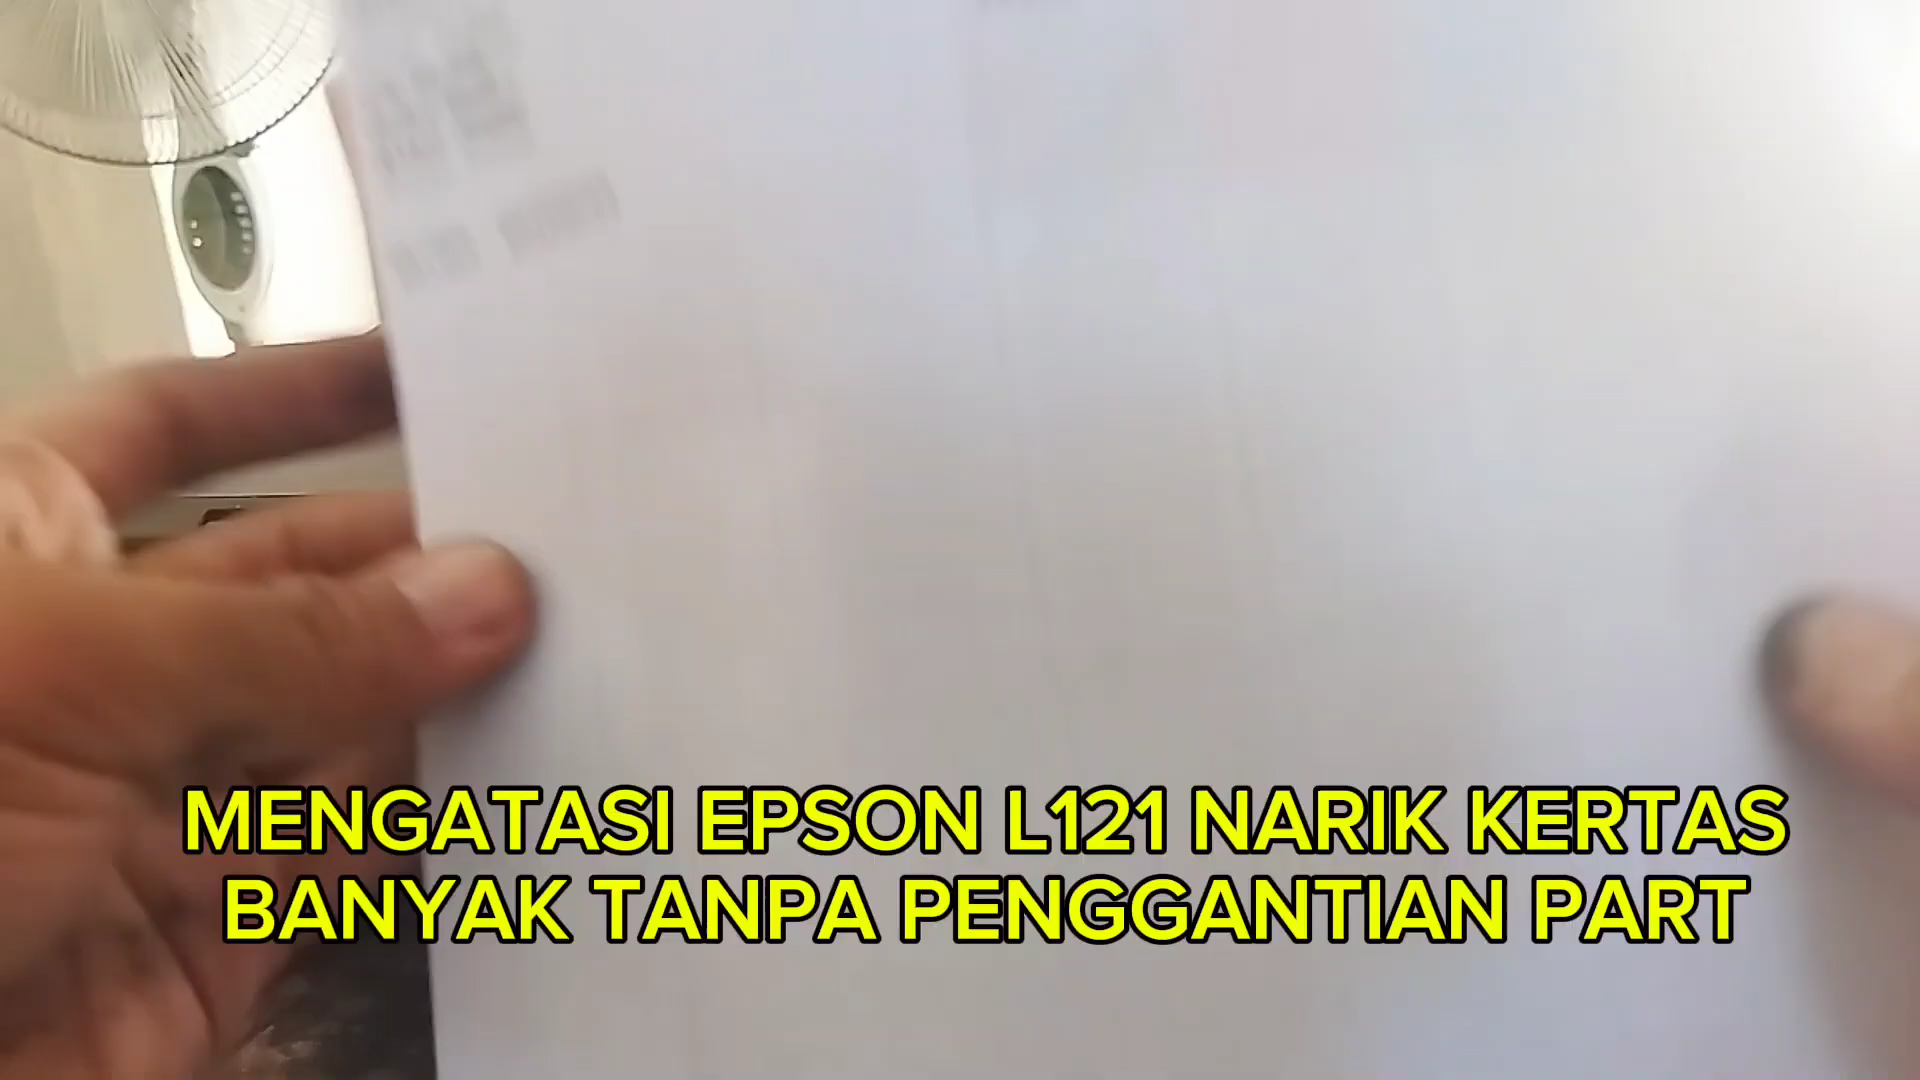 MENGATASI EPSON L121 NARIK KERTAS
BANYAK TANPA PENGGANTIAN PART